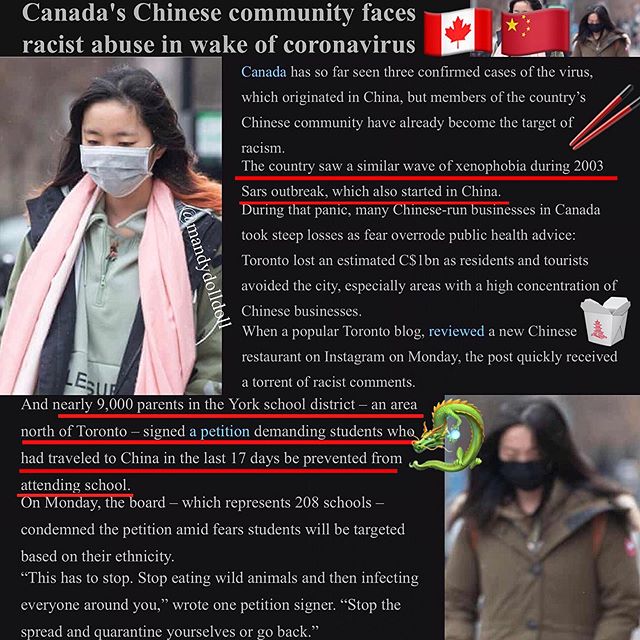 Canada's Chinese community faces
racist abuse in wake of coronavirus
Canada has so far seen three confirmed cases of the virus,
which originated in China, but members of the country's
Chinese community have already become the target of
racism.
The country saw a similar wave of xenophobia during 2003
Sars outbreak, which also started in China.
During that panic, many Chinese-run businesses in Canada
took steep losses as fear overrode public health advice:
Toronto lost an estimated C$1bn as residents and tourists
avoided the city, especially areas with a high concentration of
Chinese businesses.
When a popular Toronto blog, reviewed a new Chinese
restaurant on Instagram on Monday, the post quickly received
a torrent of racist comments.
@mandydolldoll
LESUE
And nearly 9,000 parents in the York school district – an area
north of Toronto – signed a petition demanding students who
had traveled to China in the last 17 days be prevented from
attending school.
On Monday, the board – which represents 208 schools –
condemned the petition amid fears students will be targeted
based on their ethnicity.
“This has to stop. Stop eating wild animals and then infecting
everyone around you,” wrote one petition signer. “Stop the
spread and quarantine yourselves or go back.”